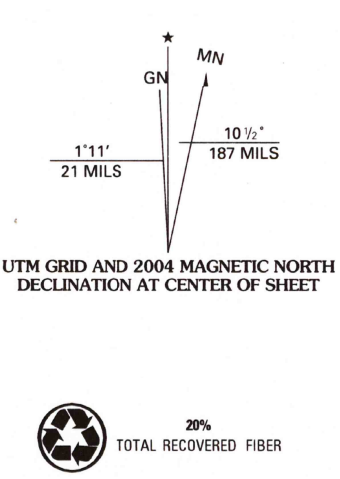 ★
MN
GN
10 ½°
187 MILS
1°11′
21 MILS
UTM GRID AND 2004 MAGNETIC NORTH
DECLINATION AT CENTER OF SHEET
20%
TOTAL RECOVERED FIBER